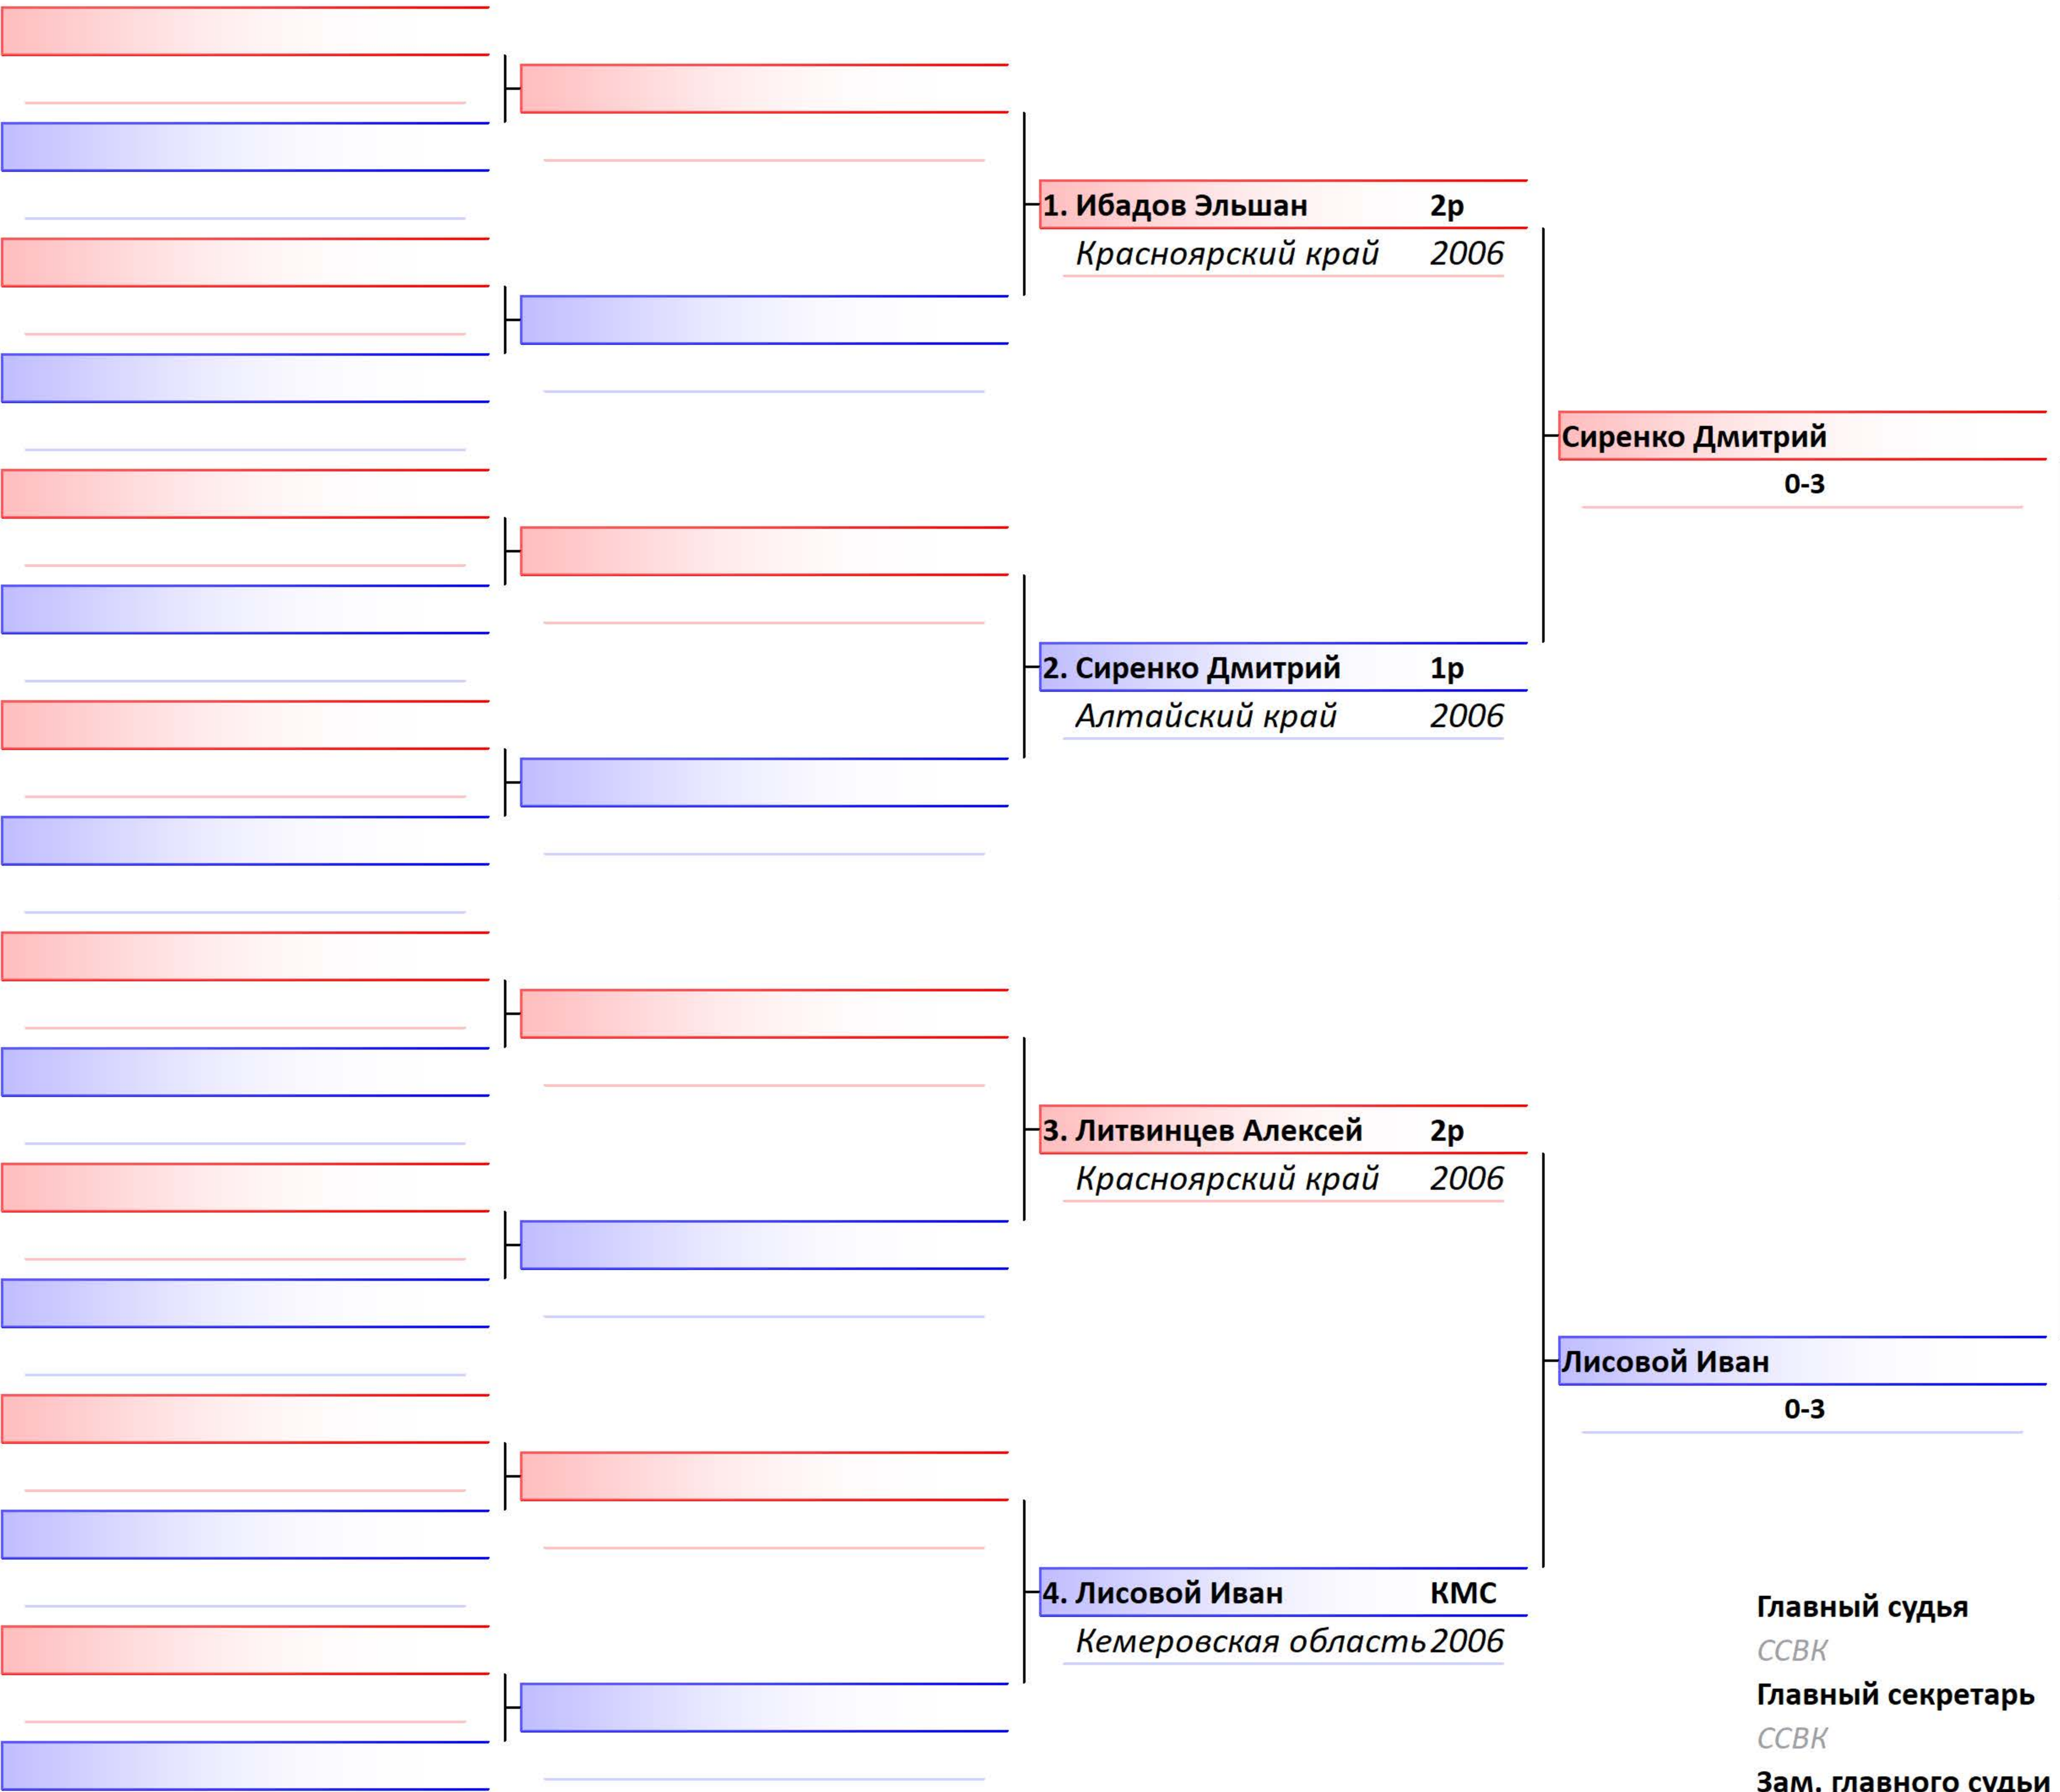 1. Ибадов Эльшан 2р
Красноярский край 2006
Сиренко Дмитрий
0-3
2. Сиренко Дмитрий 1р
Алтайский край 2006
3. Литвинцев Алексей 2р
Красноярский край 2006
Лисовой Иван
0-3
4. Лисовой Иван КМС
Кемеровская область 2006
Главный судья
ССВК
Главный секретарь
ССВК
Зам. главного судьи